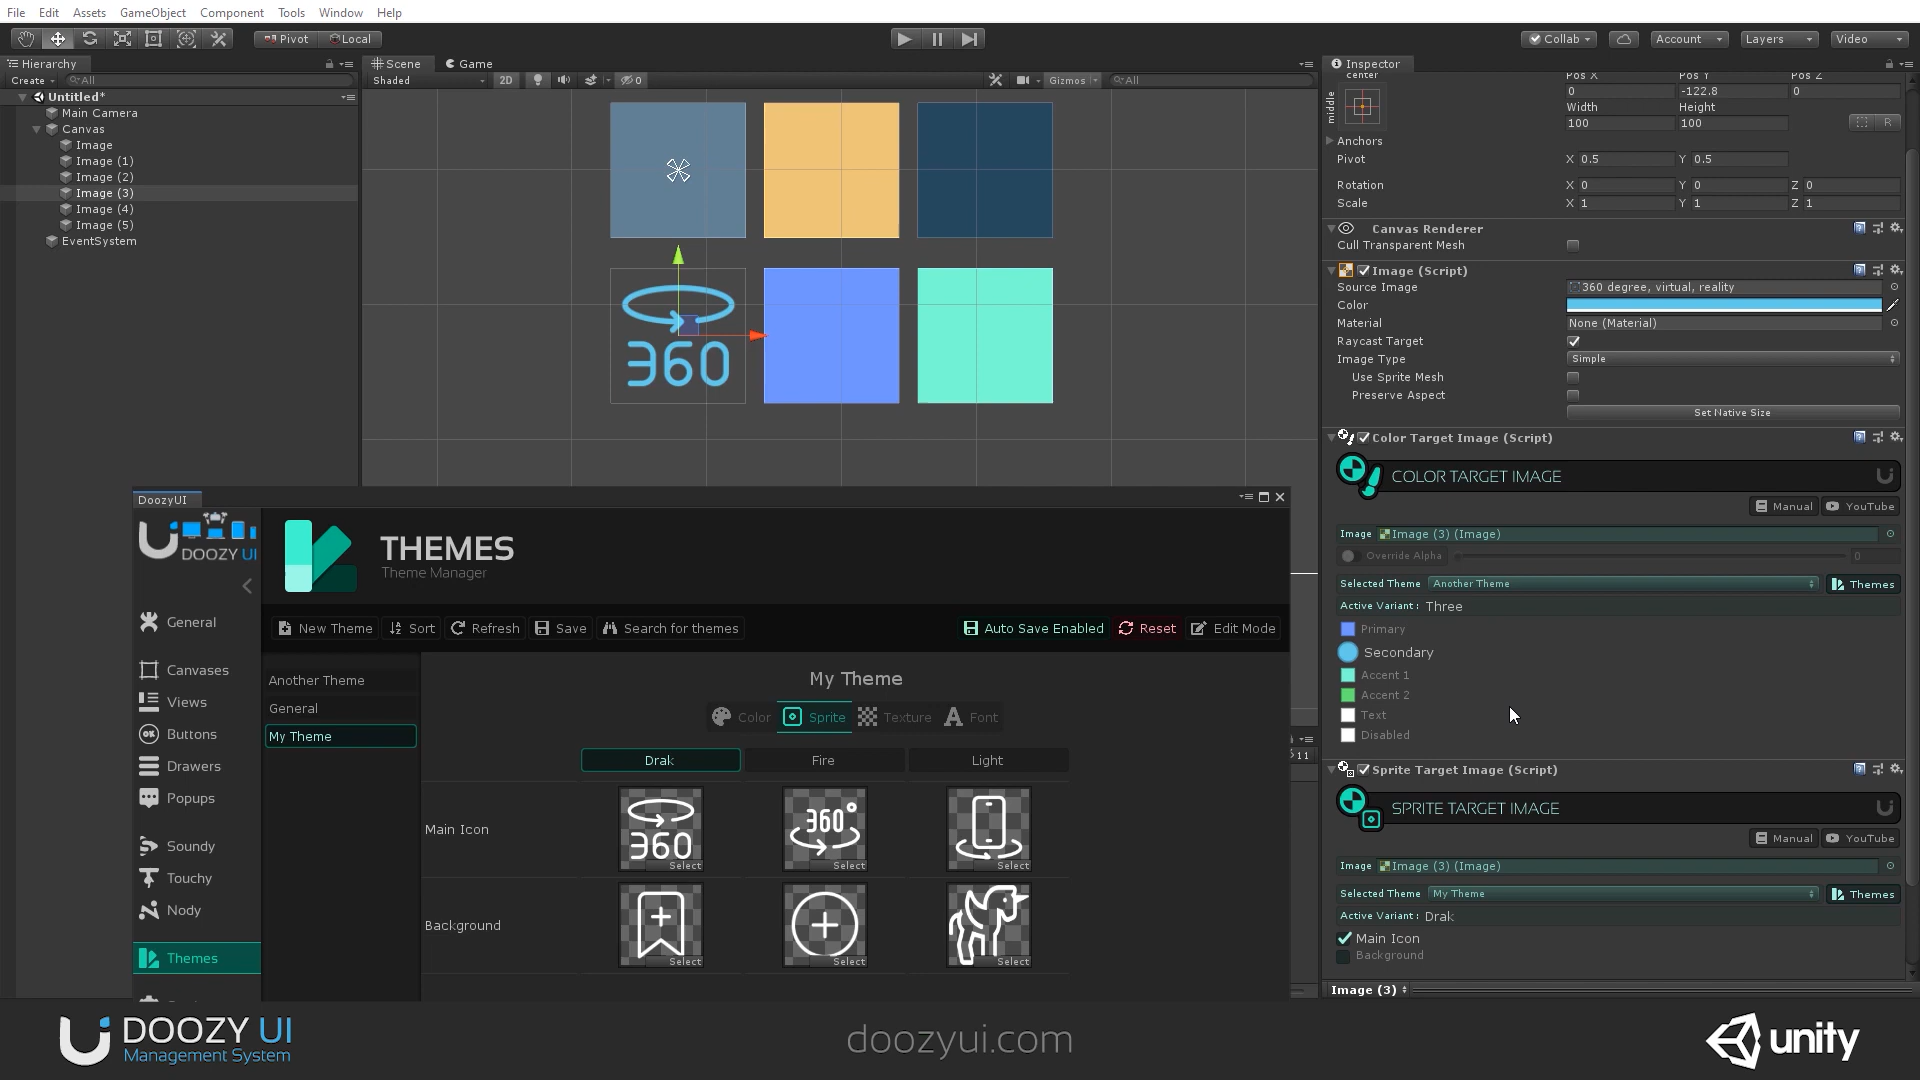 File Edit Assets GameObject Component Tools Window Help
Pivot Local
Collab Account Layers Video
Hierarchy
Create All
Untitled*
Main Camera
Canvas
Image
Image (1)
Image (2)
Image (3)
Image (4)
Image (5)
EventSystem
Scene Game
Shaded 2D 0 Gizmos All
360
Inspector
center Pos X Pos Y Pos Z
middle
0 -122.8 0
Width Height
100 100 R
Anchors
Pivot X 0.5 Y 0.5
Rotation X 0 Y 0 Z 0
Scale X 1 Y 1 Z 1
Canvas Renderer
Cull Transparent Mesh
Image (Script)
Source Image 360 degree, virtual, reality
Color
Material None (Material)
Raycast Target
Image Type Simple
Use Sprite Mesh
Preserve Aspect
Set Native Size
Color Target Image (Script)
COLOR TARGET IMAGE
Manual YouTube
Image Image (3) (Image)
Override Alpha 0
Selected Theme Another Theme Themes
Active Variant: Three
Primary
Secondary
Accent 1
Accent 2
Text
Disabled
Sprite Target Image (Script)
SPRITE TARGET IMAGE
Manual YouTube
Image Image (3) (Image)
Selected Theme My Theme Themes
Active Variant: Drak
Main Icon
Background
Image (3)
11
DoozyUI
DOOZY UI
THEMES
Theme Manager
General
Canvases
Views
Buttons
Drawers
Popups
Soundy
Touchy
Nody
Themes
New Theme Sort Refresh Save Search for themes Auto Save Enabled Reset Edit Mode
Another Theme
General
My Theme
My Theme
Color Sprite Texture Font
Drak Fire Light
Main Icon
360 360°
Select Select Select
Background
Select Select Select
DOOZY UI
Management System
doozyui.com
unity